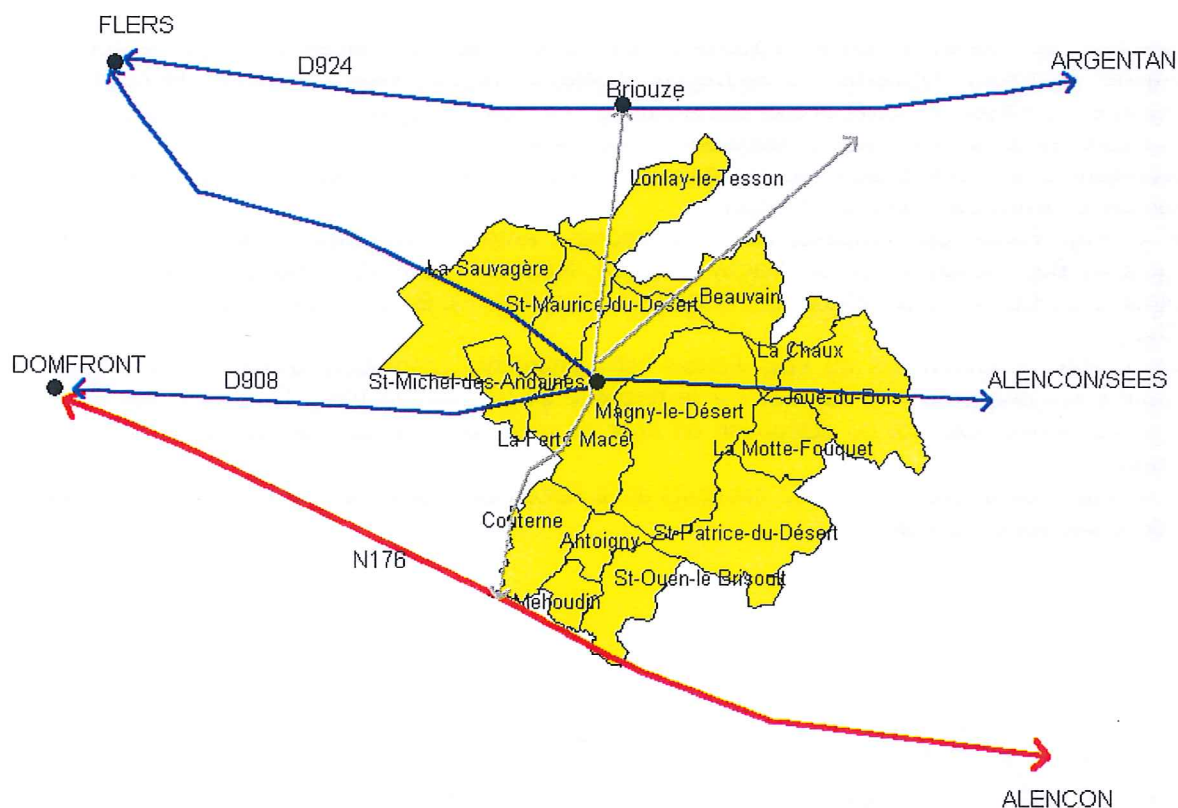 FLERS
D924
ARGENTAN
Briouze
Lonlay-le-Tesson
La Sauvagère
St-Maurice-du-Désert
Beauvain
La Chaux
DOMFRONT
D908
St-Michel-des-Andaines
ALENCON/SEES
Joué-du-Bois
Magny-le-Désert
La Ferté Macé
La Motte-Fouquet
Couterne
Antoigny
St-Patrice-du-Désert
N176
St-Ouen-le Brisoult
Méhoudin
ALENCON